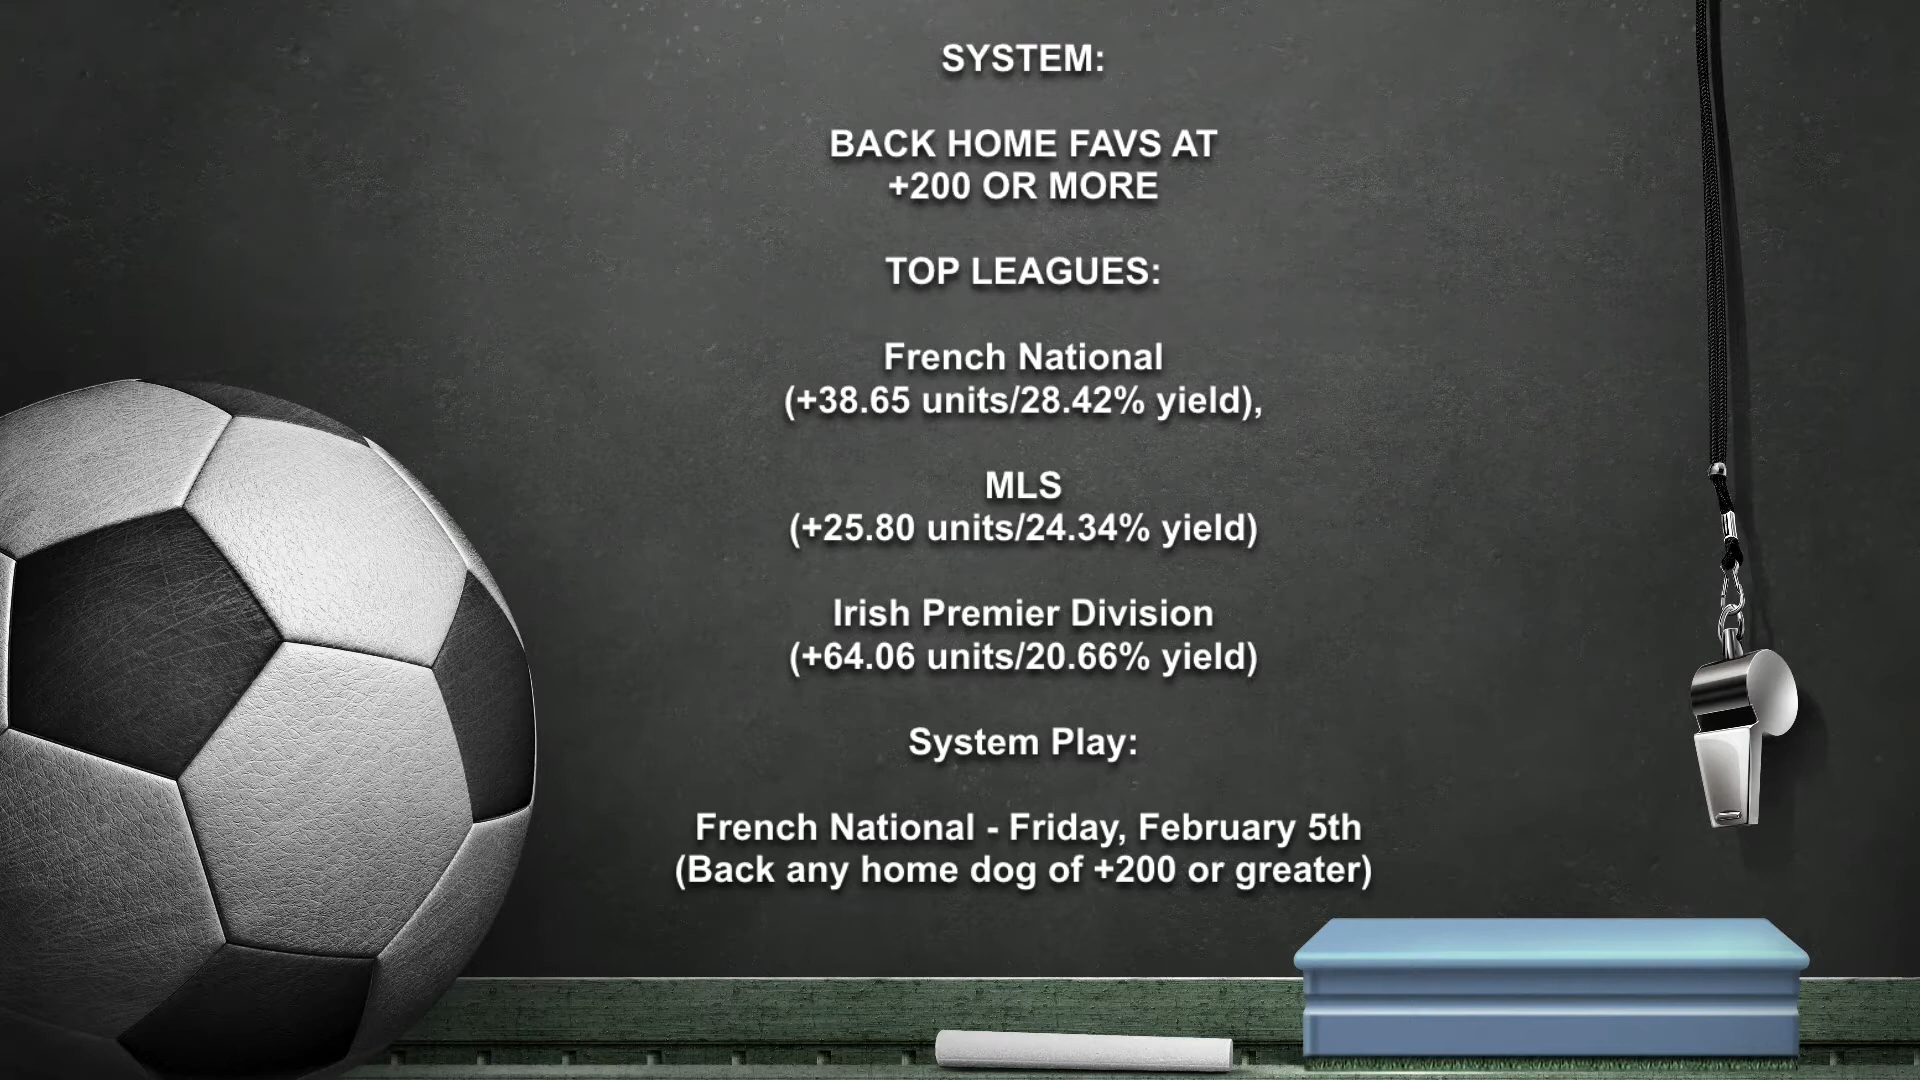 SYSTEM:
BACK HOME FAVS AT
+200 OR MORE
TOP LEAGUES:
French National
(+38.65 units/28.42% yield),
MLS
(+25.80 units/24.34% yield)
Irish Premier Division
(+64.06 units/20.66% yield)
System Play:
French National - Friday, February 5th
(Back any home dog of +200 or greater)